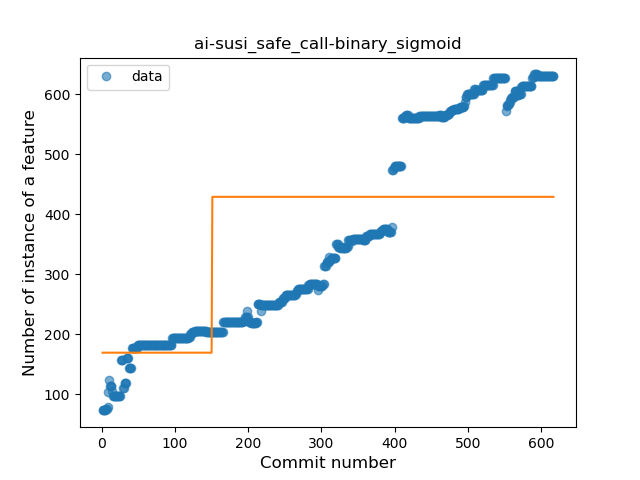 ai-susi_safe_call-binary_sigmoid
data
Number of instance of a feature
600
500
400
300
200
100
0 100 200 300 400 500 600
Commit number